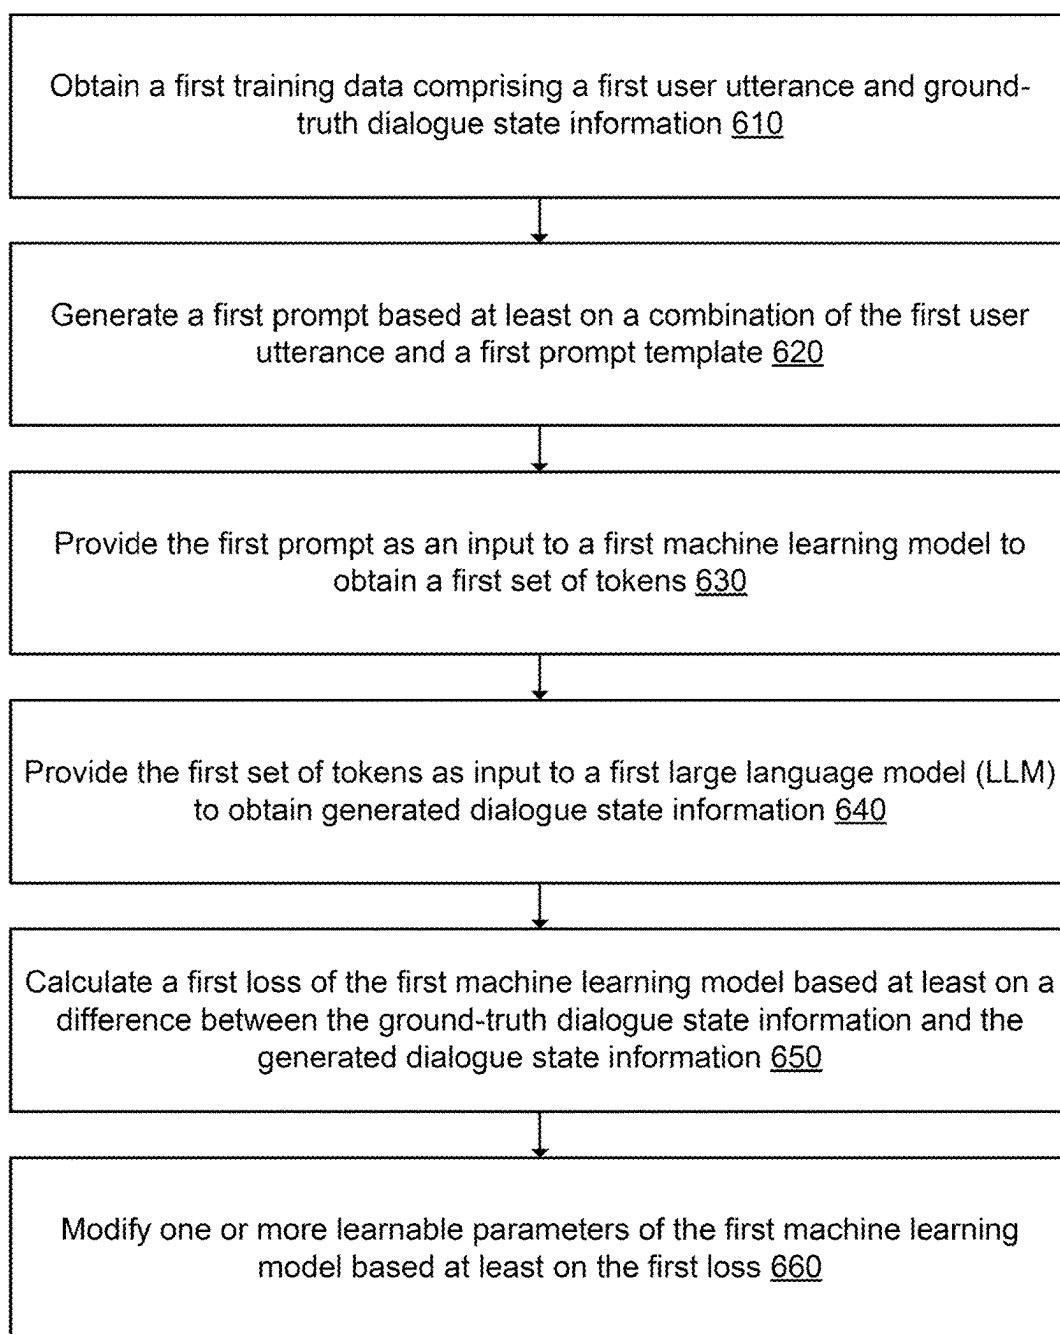 Obtain a first training data comprising a first user utterance and ground-
truth dialogue state information 610
Generate a first prompt based at least on a combination of the first user
utterance and a first prompt template 620
Provide the first prompt as an input to a first machine learning model to
obtain a first set of tokens 630
Provide the first set of tokens as input to a first large language model (LLM)
to obtain generated dialogue state information 640
Calculate a first loss of the first machine learning model based at least on a
difference between the ground-truth dialogue state information and the
generated dialogue state information 650
Modify one or more learnable parameters of the first machine learning
model based at least on the first loss 660